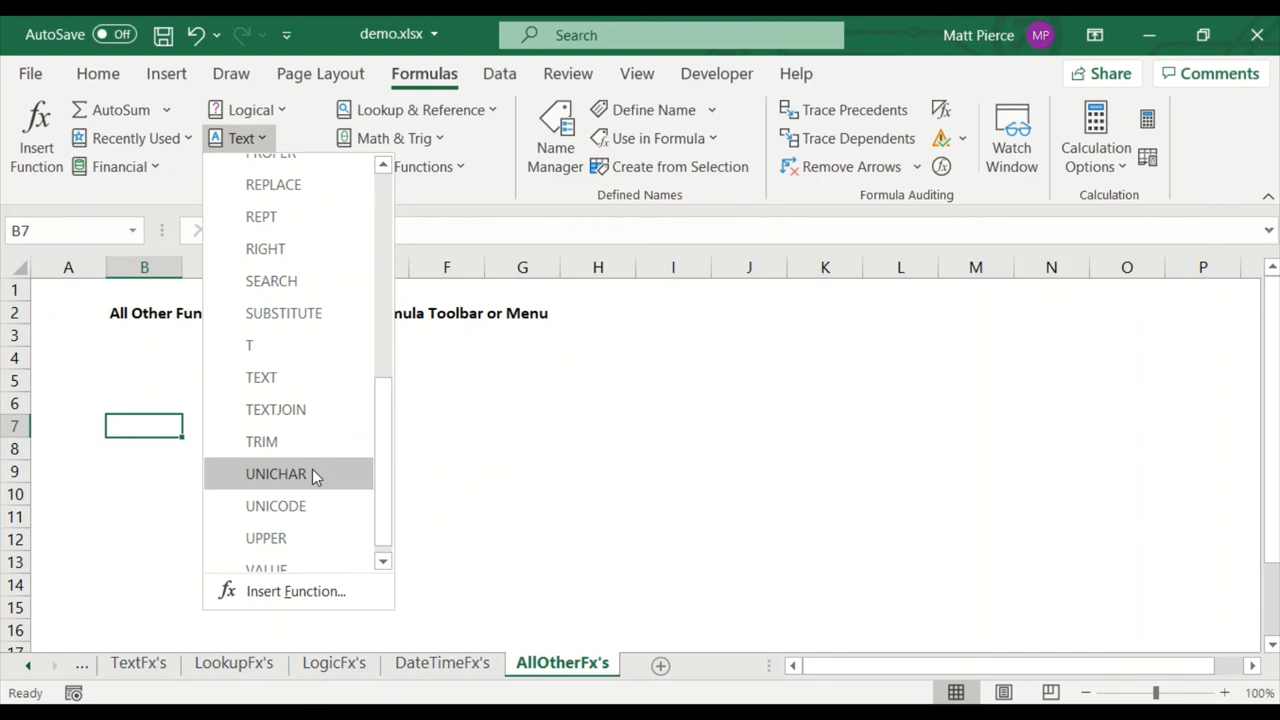 AutoSave Off demo.xlsx Search Matt Pierce MP
File Home Insert Draw Page Layout Formulas Data Review View Developer Help Share Comments
AutoSum Logical Lookup & Reference Define Name Trace Precedents
Recently Used Text Math & Trig Use in Formula Trace Dependents
Financial Functions Create from Selection Remove Arrows
fx Insert Function
Name Manager
Watch Window
Calculation Options
Defined Names Formula Auditing Calculation
B7
A B F G H I J K L M N O P
1
2 All Other Fun mula Toolbar or Menu
3
4
5
6
7
8
9
10
11
12
13
14
15
16
17
PROPER
REPLACE
REPT
RIGHT
SEARCH
SUBSTITUTE
T
TEXT
TEXTJOIN
TRIM
UNICHAR
UNICODE
UPPER
VALUE
fx Insert Function...
... TextFx's LookupFx's LogicFx's DateTimeFx's AllOtherFx's
Ready 100%